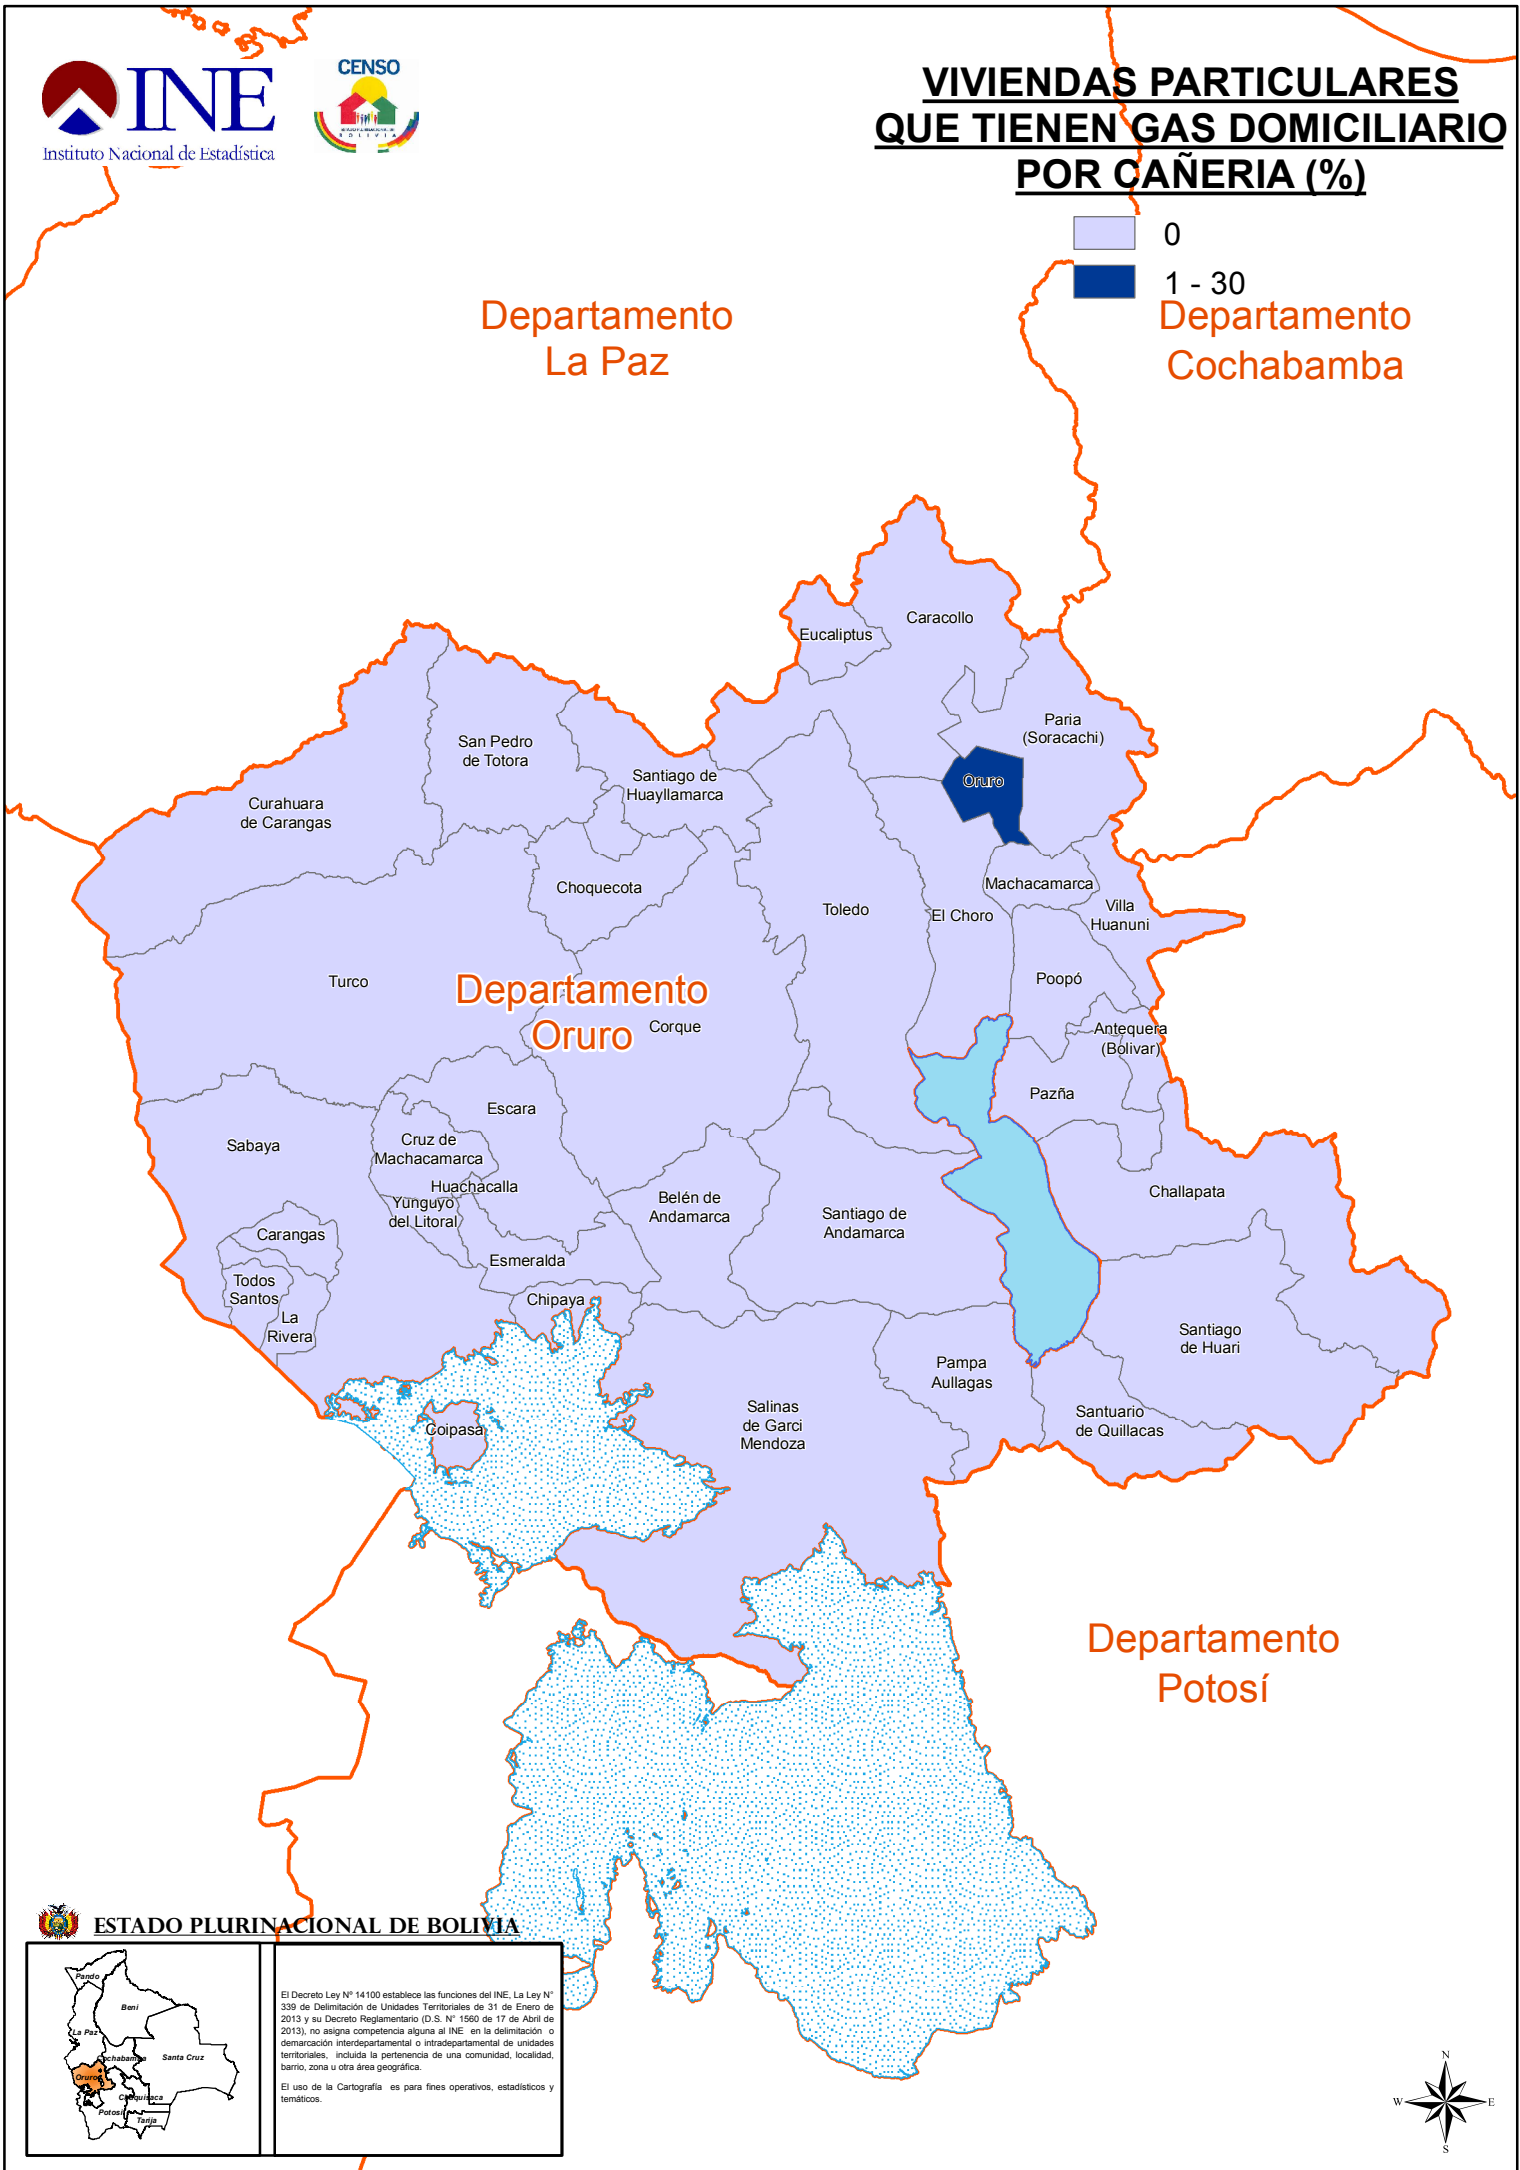 INE
Instituto Nacional de Estadística
CENSO
BOLIVIA
VIVIENDAS PARTICULARES
QUE TIENEN GAS DOMICILIARIO
POR CAÑERIA (%)
0
1 - 30
Departamento
La Paz
Departamento
Cochabamba
Caracollo
Eucaliptus
Paria
(Soracachi)
San Pedro
de Totora
Santiago de
Huayllamarca
Oruro
Curahuara
de Carangas
Choquecota
Machacamarca
Toledo
El Choro
Villa
Huanuni
Turco
Departamento
Oruro
Corque
Poopó
Antequera
(Bolivar)
Pazña
Escara
Sabaya
Cruz de
Machacamarca
Huachacalla
Yunguyo
del Litoral
Belén de
Andamarca
Santiago de
Andamarca
Challapata
Carangas
Esmeralda
Todos
Santos
Chipaya
La
Rivera
Santiago
de Huari
Pampa
Aullagas
Salinas
de Garci
Mendoza
Santuario
de Quillacas
Coipasa
Departamento
Potosí
ESTADO PLURINACIONAL DE BOLIVIA
Pando
Beni
La Paz
Cochabamba
Santa Cruz
Oruro
Chuquisaca
Potosí
Tarija
El Decreto Ley Nº 14100 establece las funciones del INE, La Ley N°
339 de Delimitación de Unidades Territoriales de 31 de Enero de
2013 y su Decreto Reglamentario (D.S. N° 1560 de 17 de Abril de
2013), no asigna competencia alguna al INE en la delimitación o
demarcación interdepartamental o intradepartamental de unidades
territoriales, incluida la pertenencia de una comunidad, localidad,
barrio, zona u otra área geográfica.
El uso de la Cartografía es para fines operativos, estadísticos y
temáticos.
N
W
E
S